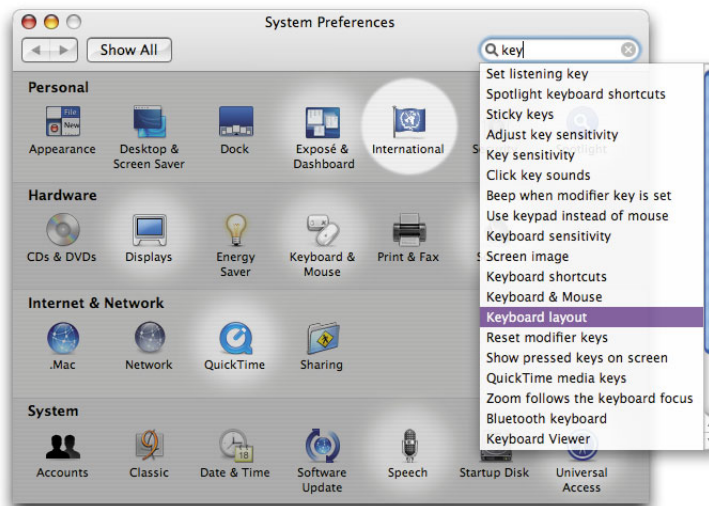 System Preferences
Show All
key
Personal
File
New
Appearance
Desktop &
Screen Saver
Dock
Exposé &
Dashboard
International
Spotlight
Hardware
CDs & DVDs
Displays
Energy
Saver
Keyboard &
Mouse
Print & Fax
Internet & Network
.Mac
Network
QuickTime
Sharing
System
Accounts
Classic
18
Date & Time
Software
Update
Speech
Startup Disk
Universal
Access
Set listening key
Spotlight keyboard shortcuts
Sticky keys
Adjust key sensitivity
Key sensitivity
Click key sounds
Beep when modifier key is set
Use keypad instead of mouse
Keyboard sensitivity
Screen image
Keyboard shortcuts
Keyboard & Mouse
Keyboard layout
Reset modifier keys
Show pressed keys on screen
QuickTime media keys
Zoom follows the keyboard focus
Bluetooth keyboard
Keyboard Viewer